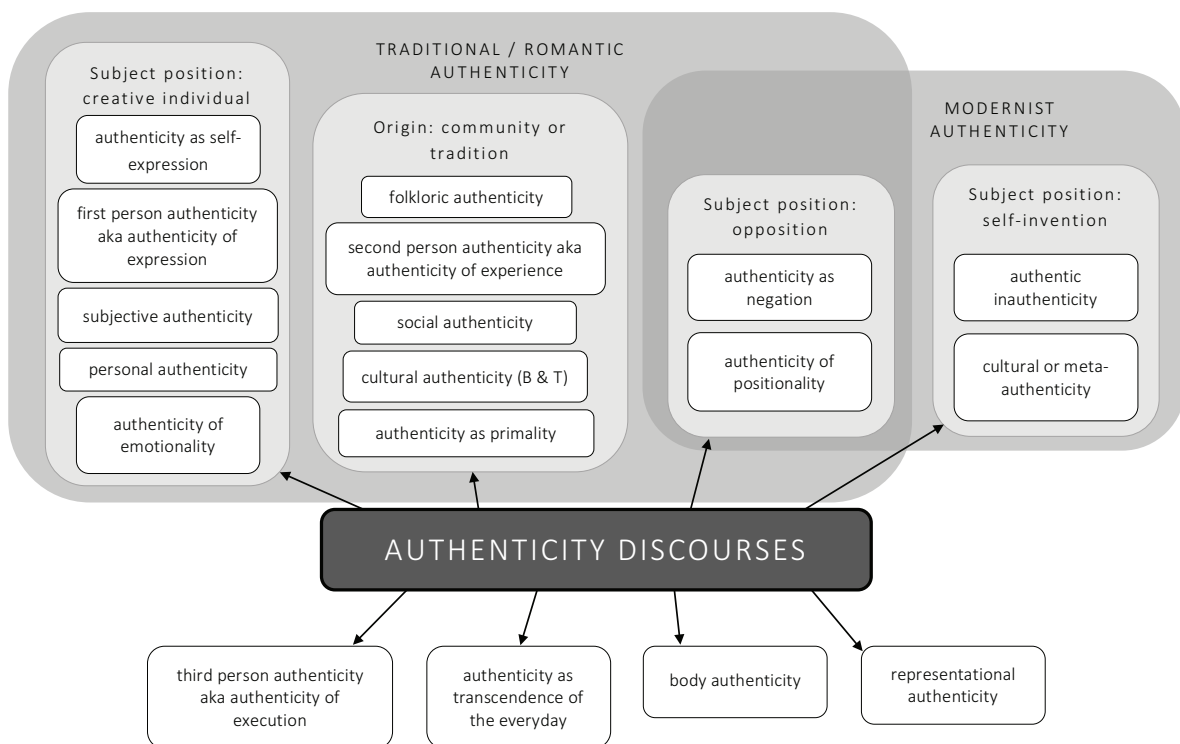 TRADITIONAL / ROMANTIC
AUTHENTICITY
Subject position:
creative individual
authenticity as self-
expression
first person authenticity
aka authenticity of
expression
subjective authenticity
personal authenticity
authenticity of
emotionality
Origin: community or
tradition
folkloric authenticity
second person authenticity aka
authenticity of experience
social authenticity
cultural authenticity (B & T)
authenticity as primality
MODERNIST
AUTHENTICITY
Subject position:
opposition
authenticity as
negation
authenticity of
positionality
Subject position:
self-invention
authentic
inauthenticity
cultural or meta-
authenticity
AUTHENTICITY DISCOURSES
third person authenticity
aka authenticity of
execution
authenticity as
transcendence of
the everyday
body authenticity
representational
authenticity